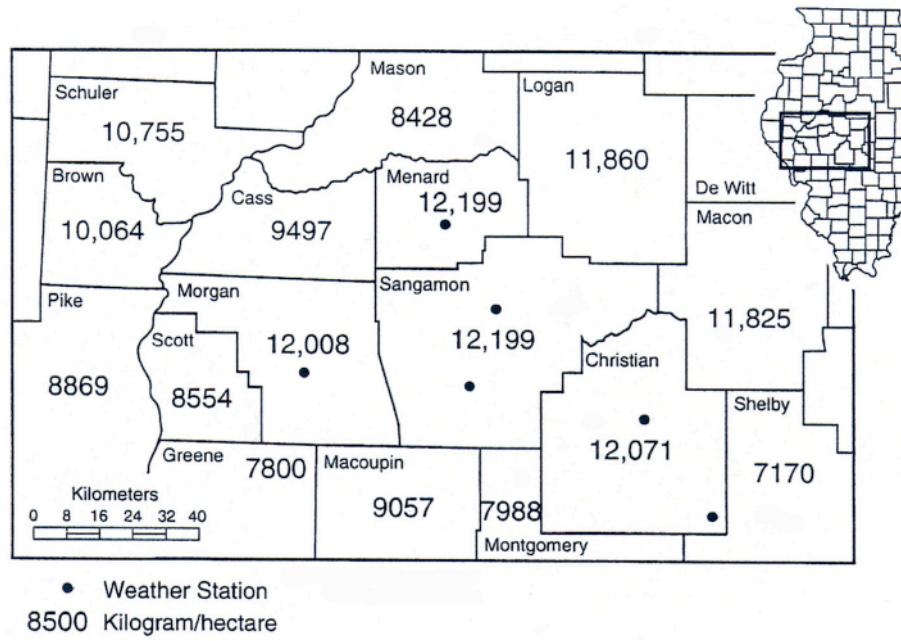 Mason
Logan
Schuler
8428
10,755
11,860
Brown
Menard
De Witt
Cass
12,199
Macon
10,064
9497
Sangamon
Pike
Morgan
11,825
Scott
12,008
12,199
Christian
8869
8554
Shelby
12,071
Greene
7800
Macoupin
7170
Kilometers
9057
7988
0 8 16 24 32 40
Montgomery
Weather Station
8500 Kilogram/hectare